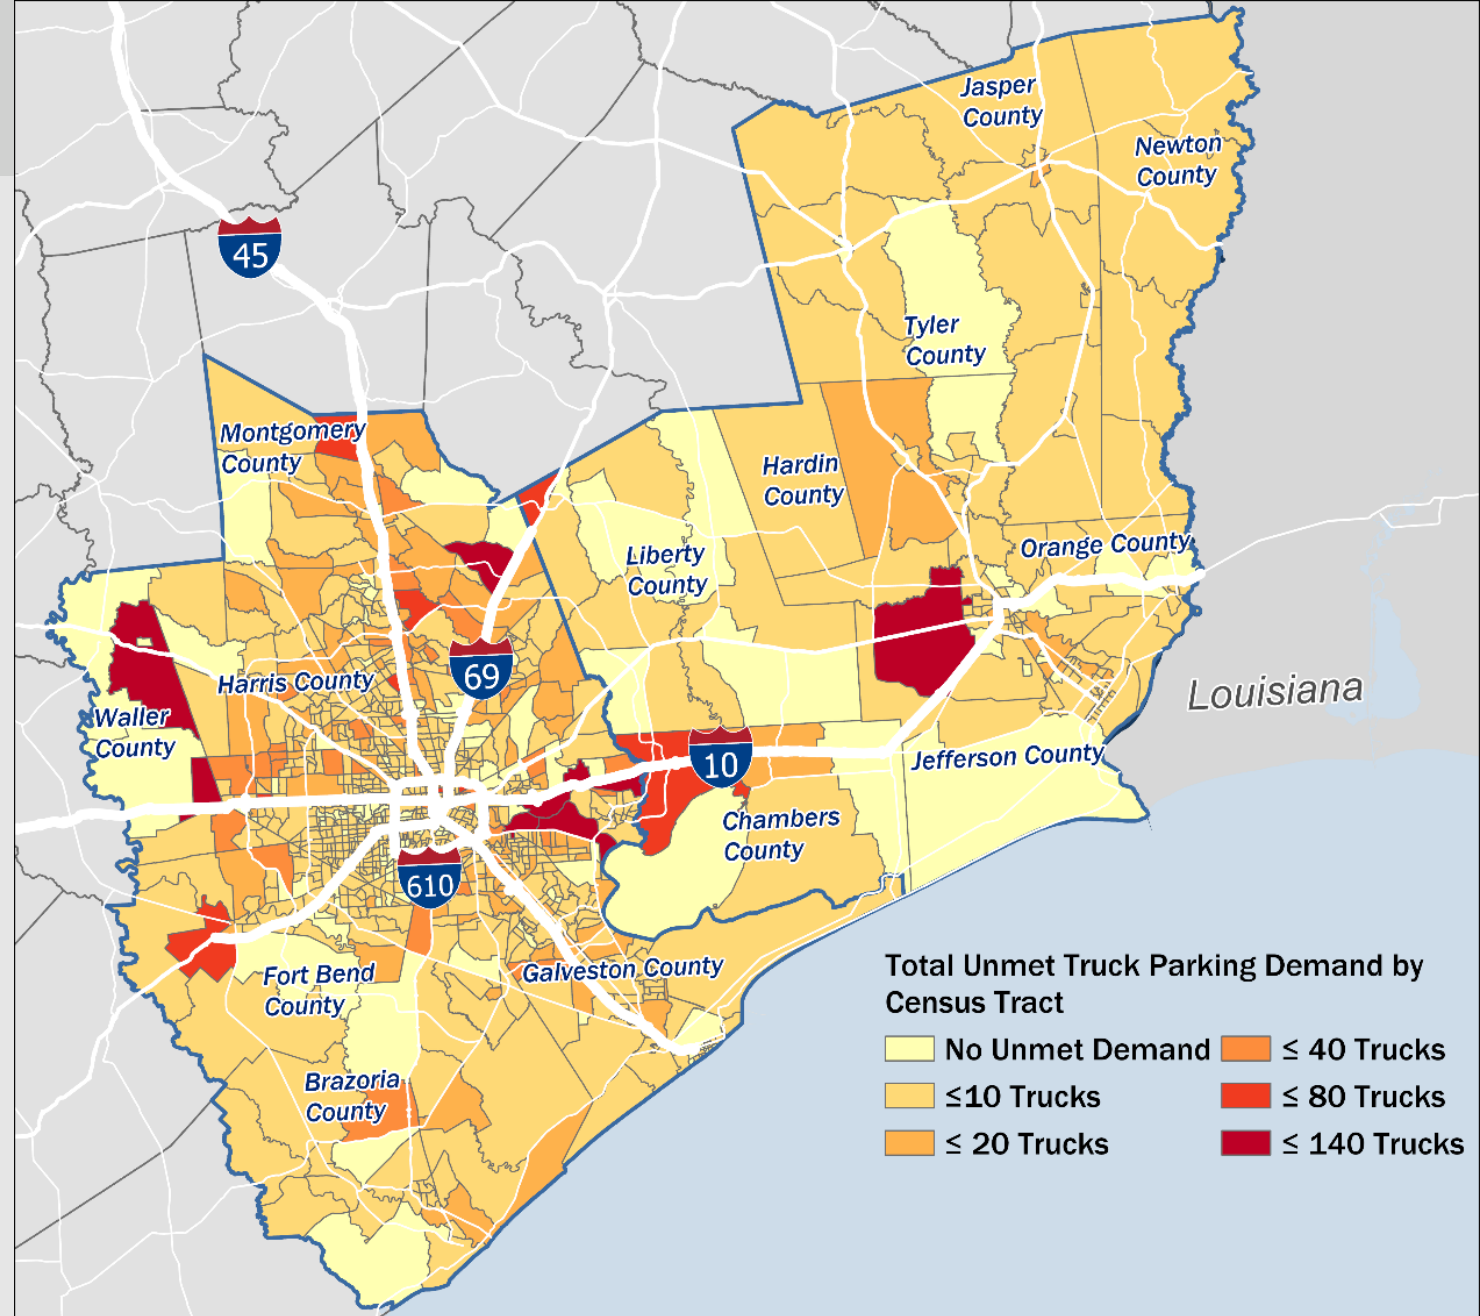 Jasper
County
Newton
County
45
Tyler
County
Montgomery
County
Hardin
County
Liberty
County
Orange County
69
Harris County
Louisiana
Waller
County
10
Jefferson County
Chambers
County
610
Fort Bend
County
Galveston County
Brazoria
County
Total Unmet Truck Parking Demand by
Census Tract
No Unmet Demand
≤ 40 Trucks
≤10 Trucks
≤ 80 Trucks
≤ 20 Trucks
≤ 140 Trucks